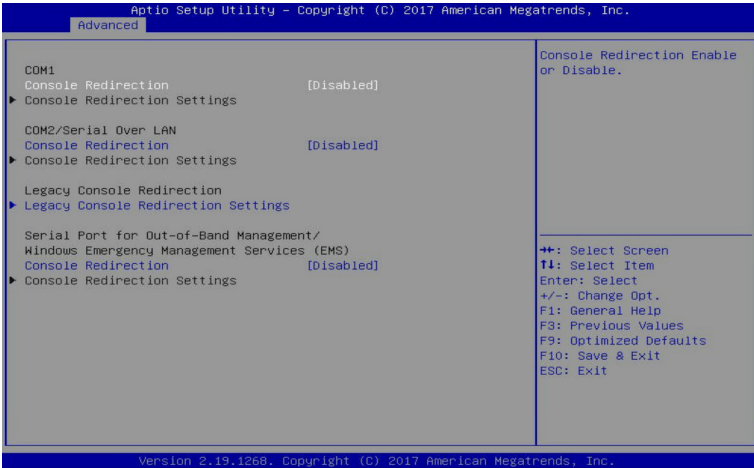 Aptio Setup Utility – Copyright (C) 2017 American Megatrends, Inc.
Advanced
COM1
Console Redirection [Disabled]
▶ Console Redirection Settings
COM2/Serial Over LAN
Console Redirection [Disabled]
▶ Console Redirection Settings
Legacy Console Redirection
▶ Legacy Console Redirection Settings
Serial Port for Out-of-Band Management/
Windows Emergency Management Services (EMS)
Console Redirection [Disabled]
▶ Console Redirection Settings
Console Redirection Enable
or Disable.
→←: Select Screen
↑↓: Select Item
Enter: Select
+/-: Change Opt.
F1: General Help
F3: Previous Values
F9: Optimized Defaults
F10: Save & Exit
ESC: Exit
Version 2.19.1268. Copyright (C) 2017 American Megatrends, Inc.